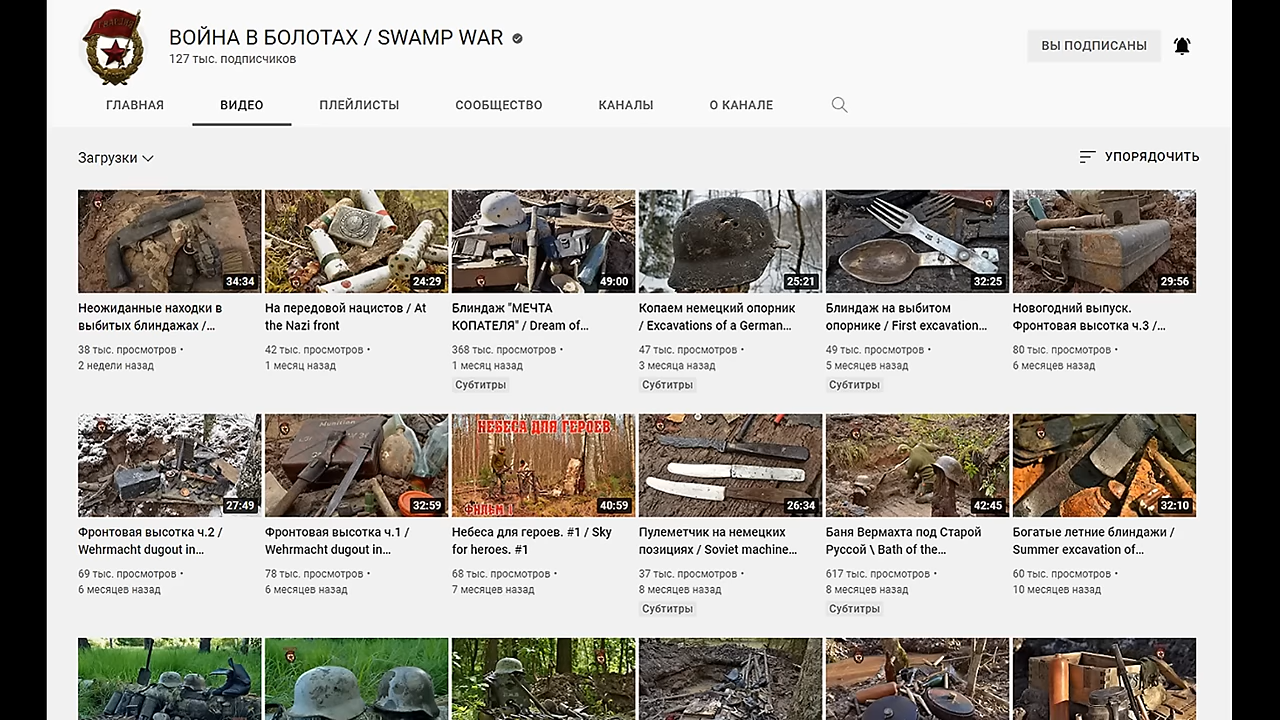 ВОЙНА В БОЛОТАХ / SWAMP WAR
127 тыс. подписчиков
ВЫ ПОДПИСАНЫ
ГЛАВНАЯ ВИДЕО ПЛЕЙЛИСТЫ СООБЩЕСТВО КАНАЛЫ О КАНАЛЕ
Загрузки
УПОРЯДОЧИТЬ
34:34 24:29 49:00 25:21 32:25 29:56
Неожиданные находки в
выбитых блиндажах /...
38 тыс. просмотров •
2 недели назад
На передовой нацистов / At
the Nazi front
42 тыс. просмотров •
1 месяц назад
Блиндаж "МЕЧТА
КОПАТЕЛЯ" / Dream of...
368 тыс. просмотров •
1 месяц назад
Субтитры
Копаем немецкий опорник
/ Excavations of a German...
47 тыс. просмотров •
3 месяца назад
Субтитры
Блиндаж на выбитом
опорнике / First excavation...
49 тыс. просмотров •
5 месяцев назад
Субтитры
Новогодний выпуск.
Фронтовая высотка ч.3 /...
80 тыс. просмотров •
6 месяцев назад
НЕБЕСА ДЛЯ ГЕРОЕВ
ФИЛЬМ 1
27:49 32:59 40:59 26:34 42:45 32:10
Фронтовая высотка ч.2 /
Wehrmacht dugout in...
69 тыс. просмотров •
6 месяцев назад
Фронтовая высотка ч.1 /
Wehrmacht dugout in...
78 тыс. просмотров •
6 месяцев назад
Небеса для героев. #1 / Sky
for heroes. #1
68 тыс. просмотров •
7 месяцев назад
Пулеметчик на немецких
позициях / Soviet machine...
37 тыс. просмотров •
8 месяцев назад
Субтитры
Баня Вермахта под Старой
Руссой \ Bath of the...
617 тыс. просмотров •
8 месяцев назад
Субтитры
Богатые летние блиндажи /
Summer excavation of...
60 тыс. просмотров •
10 месяцев назад